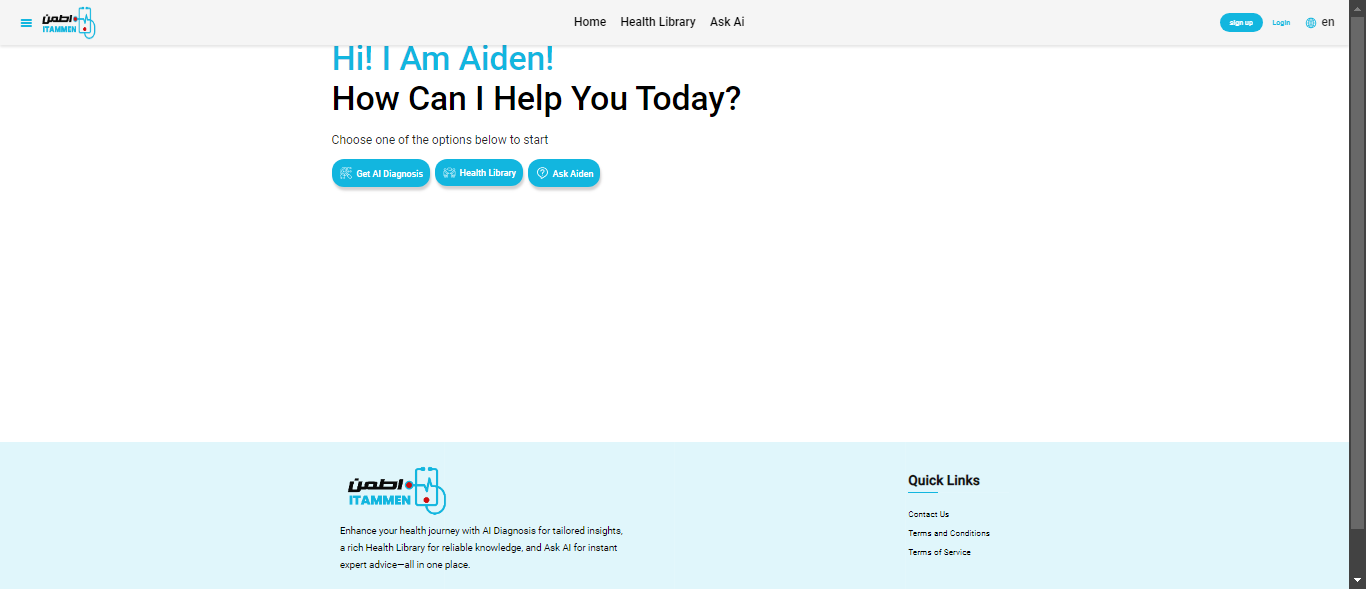 اطمن
ITAMMEN
Home
Health Library
Ask Ai
sign up
Login
en
Hi! I Am Aiden!
How Can I Help You Today?
Choose one of the options below to start
Get AI Diagnosis
Health Library
Ask Aiden
اطمن
ITAMMEN
Enhance your health journey with AI Diagnosis for tailored insights,
a rich Health Library for reliable knowledge, and Ask AI for instant
expert advice—all in one place.
Quick Links
Contact Us
Terms and Conditions
Terms of Service